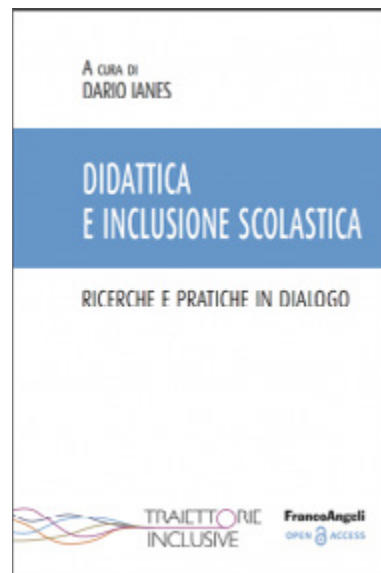 A CURA DI
DARIO IANES
DIDATTICA
E INCLUSIONE SCOLASTICA
RICERCHE E PRATICHE IN DIALOGO
TRAIETTORIE
INCLUSIVE
FrancoAngeli
OPEN ACCESS